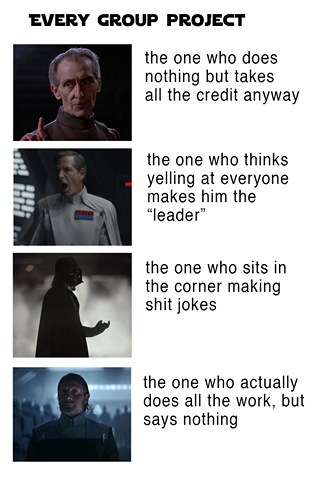 EVERY GROUP PROJECT
the one who does
nothing but takes
all the credit anyway
the one who thinks
yelling at everyone
makes him the
“leader”
the one who sits in
the corner making
shit jokes
the one who actually
does all the work, but
says nothing